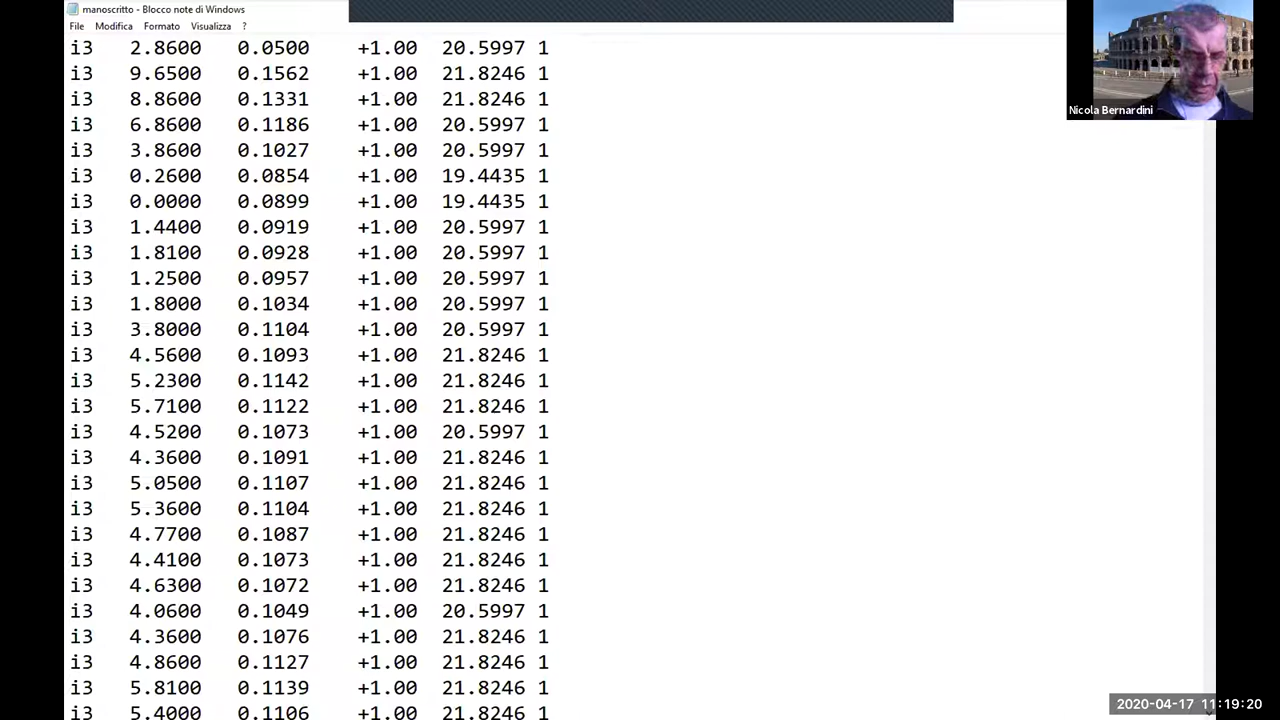 manoscritto - Blocco note di Windows
File Modifica Formato Visualizza ?
i3 2.8600 0.0500 +1.00 20.5997 1
i3 9.6500 0.1562 +1.00 21.8246 1
i3 8.8600 0.1331 +1.00 21.8246 1
i3 6.8600 0.1186 +1.00 20.5997 1
i3 3.8600 0.1027 +1.00 20.5997 1
i3 0.2600 0.0854 +1.00 19.4435 1
i3 0.0000 0.0899 +1.00 19.4435 1
i3 1.4400 0.0919 +1.00 20.5997 1
i3 1.8100 0.0928 +1.00 20.5997 1
i3 1.2500 0.0957 +1.00 20.5997 1
i3 1.8000 0.1034 +1.00 20.5997 1
i3 3.8000 0.1104 +1.00 20.5997 1
i3 4.5600 0.1093 +1.00 21.8246 1
i3 5.2300 0.1142 +1.00 21.8246 1
i3 5.7100 0.1122 +1.00 21.8246 1
i3 4.5200 0.1073 +1.00 20.5997 1
i3 4.3600 0.1091 +1.00 21.8246 1
i3 5.0500 0.1107 +1.00 21.8246 1
i3 5.3600 0.1104 +1.00 21.8246 1
i3 4.7700 0.1087 +1.00 21.8246 1
i3 4.4100 0.1073 +1.00 21.8246 1
i3 4.6300 0.1072 +1.00 21.8246 1
i3 4.0600 0.1049 +1.00 20.5997 1
i3 4.3600 0.1076 +1.00 21.8246 1
i3 4.8600 0.1127 +1.00 21.8246 1
i3 5.8100 0.1139 +1.00 21.8246 1
i3 5.4000 0.1106 +1.00 21.8246 1
Nicola Bernardini
2020-04-17 11:19:20